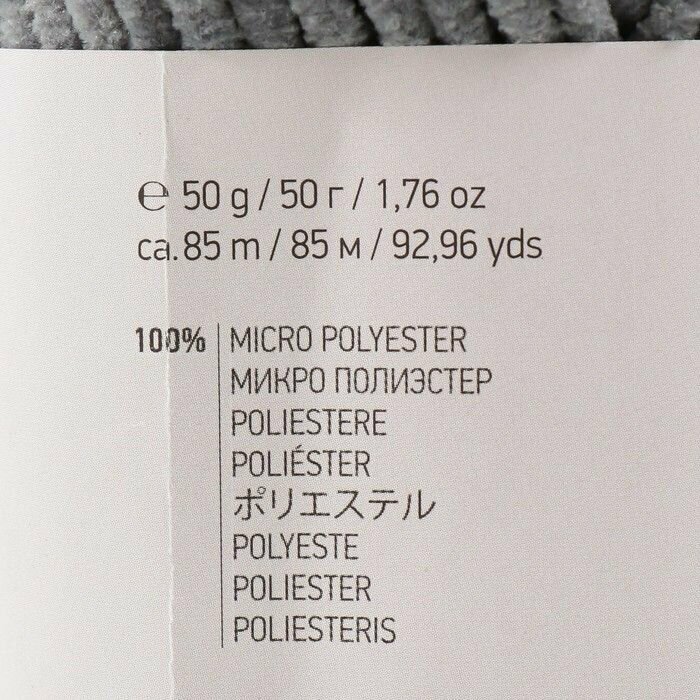 ℮ 50 g / 50 г / 1,76 oz
ca. 85 m / 85 м / 92,96 yds
100% MICRO POLYESTER
МИКРО ПОЛИЭСТЕР
POLIESTERE
POLIÉSTER
ポリエステル
POLYESTE
POLIESTER
POLIESTERIS